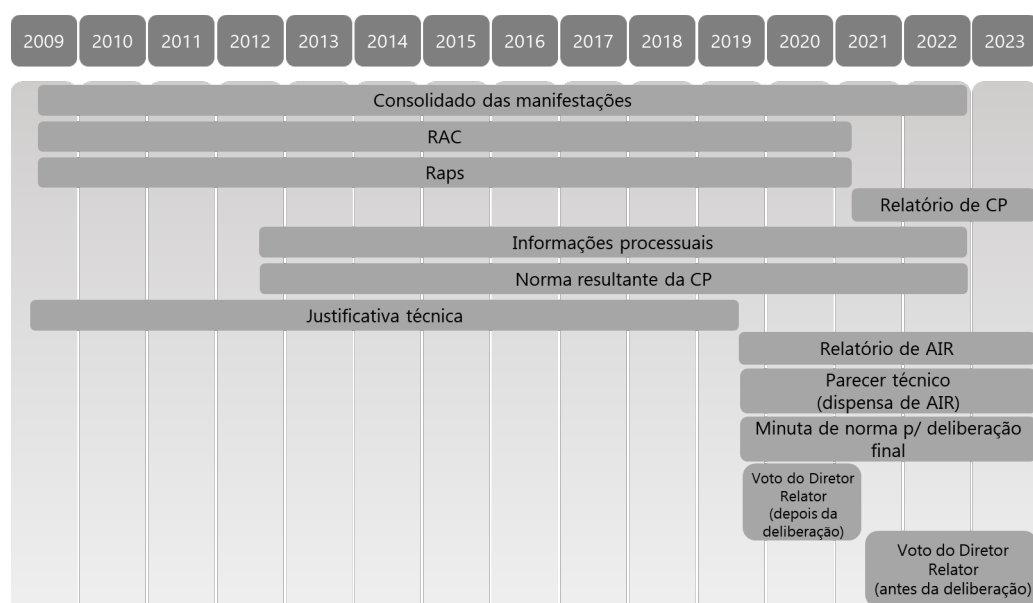 2009 2010 2011 2012 2013 2014 2015 2016 2017 2018 2019 2020 2021 2022 2023
Consolidado das manifestações
RAC
Raps
Relatório de CP
Informações processuais
Norma resultante da CP
Justificativa técnica
Relatório de AIR
Parecer técnico
(dispensa de AIR)
Minuta de norma p/ deliberação
final
Voto do Diretor
Relator
(depois da
deliberação)
Voto do Diretor
Relator
(antes da deliberação)